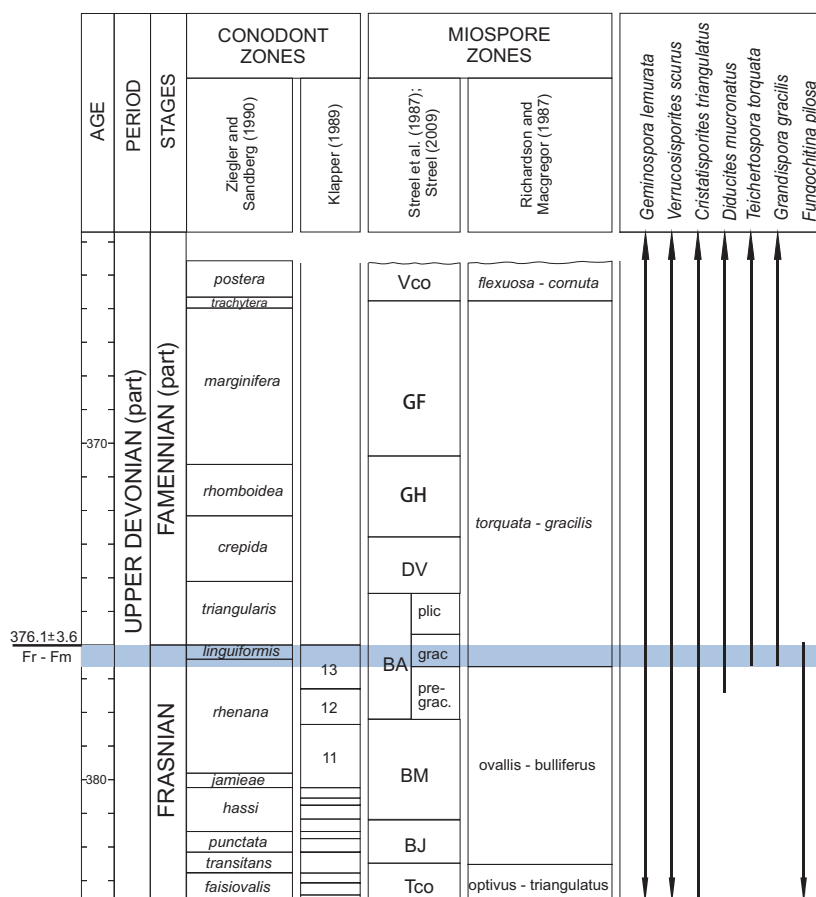 CONODONT
ZONES
MIOSPORE
ZONES
AGE
PERIOD
STAGES
Ziegler and
Sandberg (1990)
Klapper (1989)
Streel et al. (1987);
Streel (2009)
Richardson and
Macgregor (1987)
Geminospora lemurata
Verrucosisporites scurus
Cristatisporites triangulatus
Diducites mucronatus
Teichertospora torquata
Grandispora gracilis
Fungochitina pilosa
UPPER DEVONIAN (part)
FAMENNIAN (part)
FRASNIAN
370
376.1±3.6
Fr - Fm
380
postera
trachytera
marginifera
rhomboidea
crepida
triangularis
linguiformis
rhenana
jamieae
hassi
punctata
transitans
faisiovalis
13
12
11
Vco
GF
GH
DV
BA
plic
grac
pre-
grac.
BM
BJ
Tco
flexuosa - cornuta
torquata - gracilis
ovallis - bulliferus
optivus - triangulatus